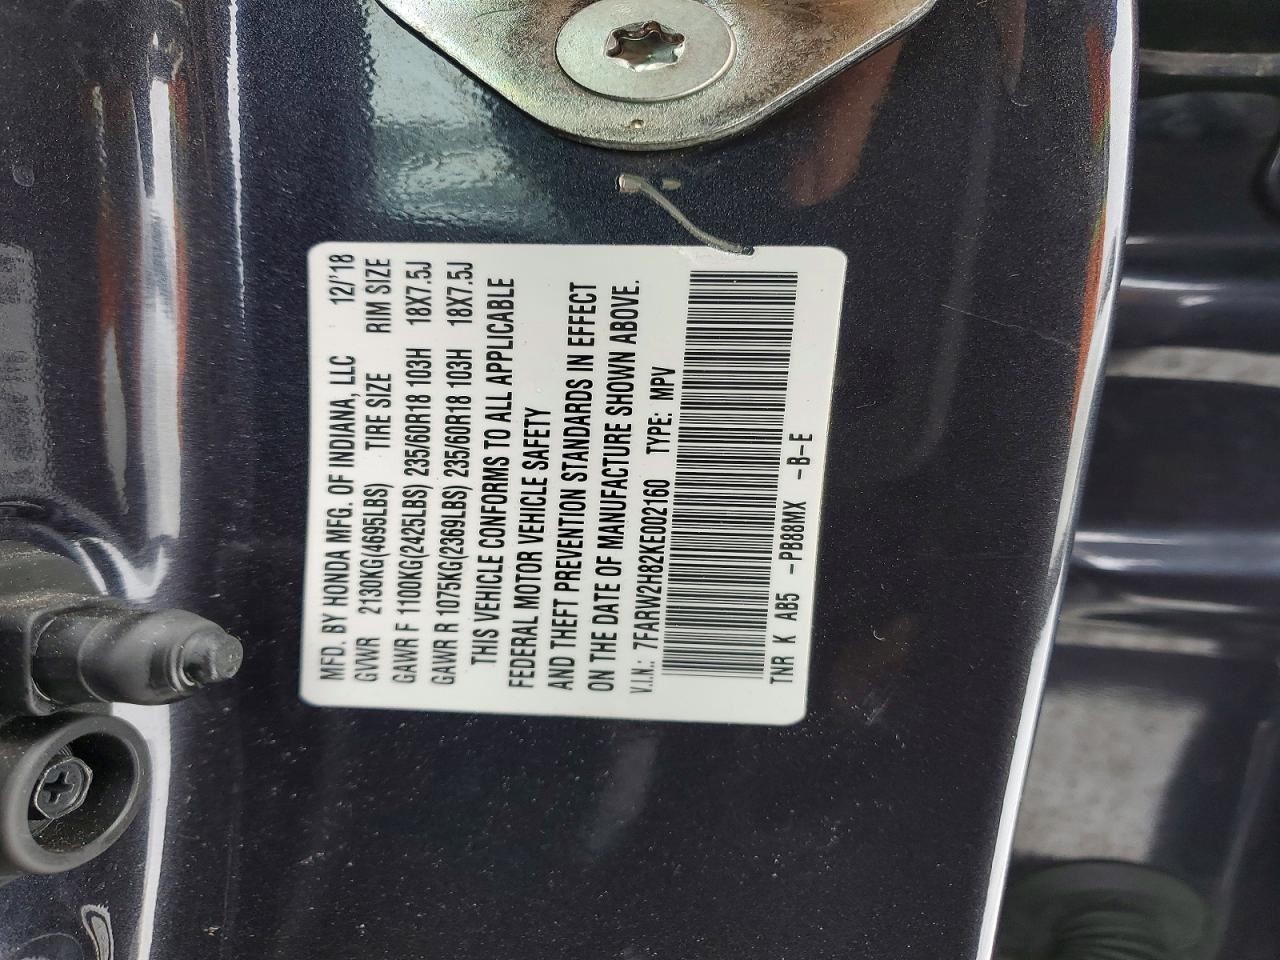 MFD. BY HONDA MFG. OF INDIANA, LLC 12/'18
GVWR 2130KG(4695LBS) TIRE SIZE RIM SIZE
GAWR F 1100KG(2425LBS) 235/60R18 103H 18X7.5J
GAWR R 1075KG(2369LBS) 235/60R18 103H 18X7.5J
THIS VEHICLE CONFORMS TO ALL APPLICABLE
FEDERAL MOTOR VEHICLE SAFETY
AND THEFT PREVENTION STANDARDS IN EFFECT
ON THE DATE OF MANUFACTURE SHOWN ABOVE.
V.I.N.: 7FARW2H82KE002160 TYPE: MPV
TNR K AB5 -PB88MX -B-E